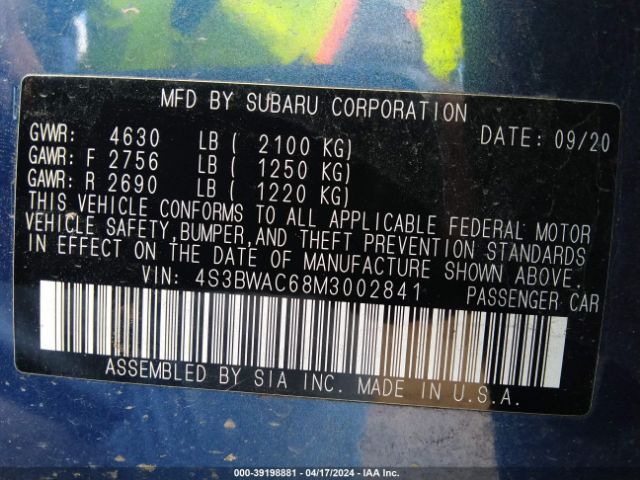 MFD BY SUBARU CORPORATION
GVWR: 4630 LB ( 2100 KG) DATE: 09/20
GAWR: F 2756 LB ( 1250 KG)
GAWR: R 2690 LB ( 1220 KG)
THIS VEHICLE CONFORMS TO ALL APPLICABLE FEDERAL MOTOR
VEHICLE SAFETY,BUMPER,AND THEFT PREVENTION STANDARDS
IN EFFECT ON THE DATE OF MANUFACTURE SHOWN ABOVE.
VIN: 4S3BWAC68M3002841 PASSENGER CAR
ASSEMBLED BY SIA INC. MADE IN U.S.A.
000-39198881 - 04/17/2024 - IAA Inc.